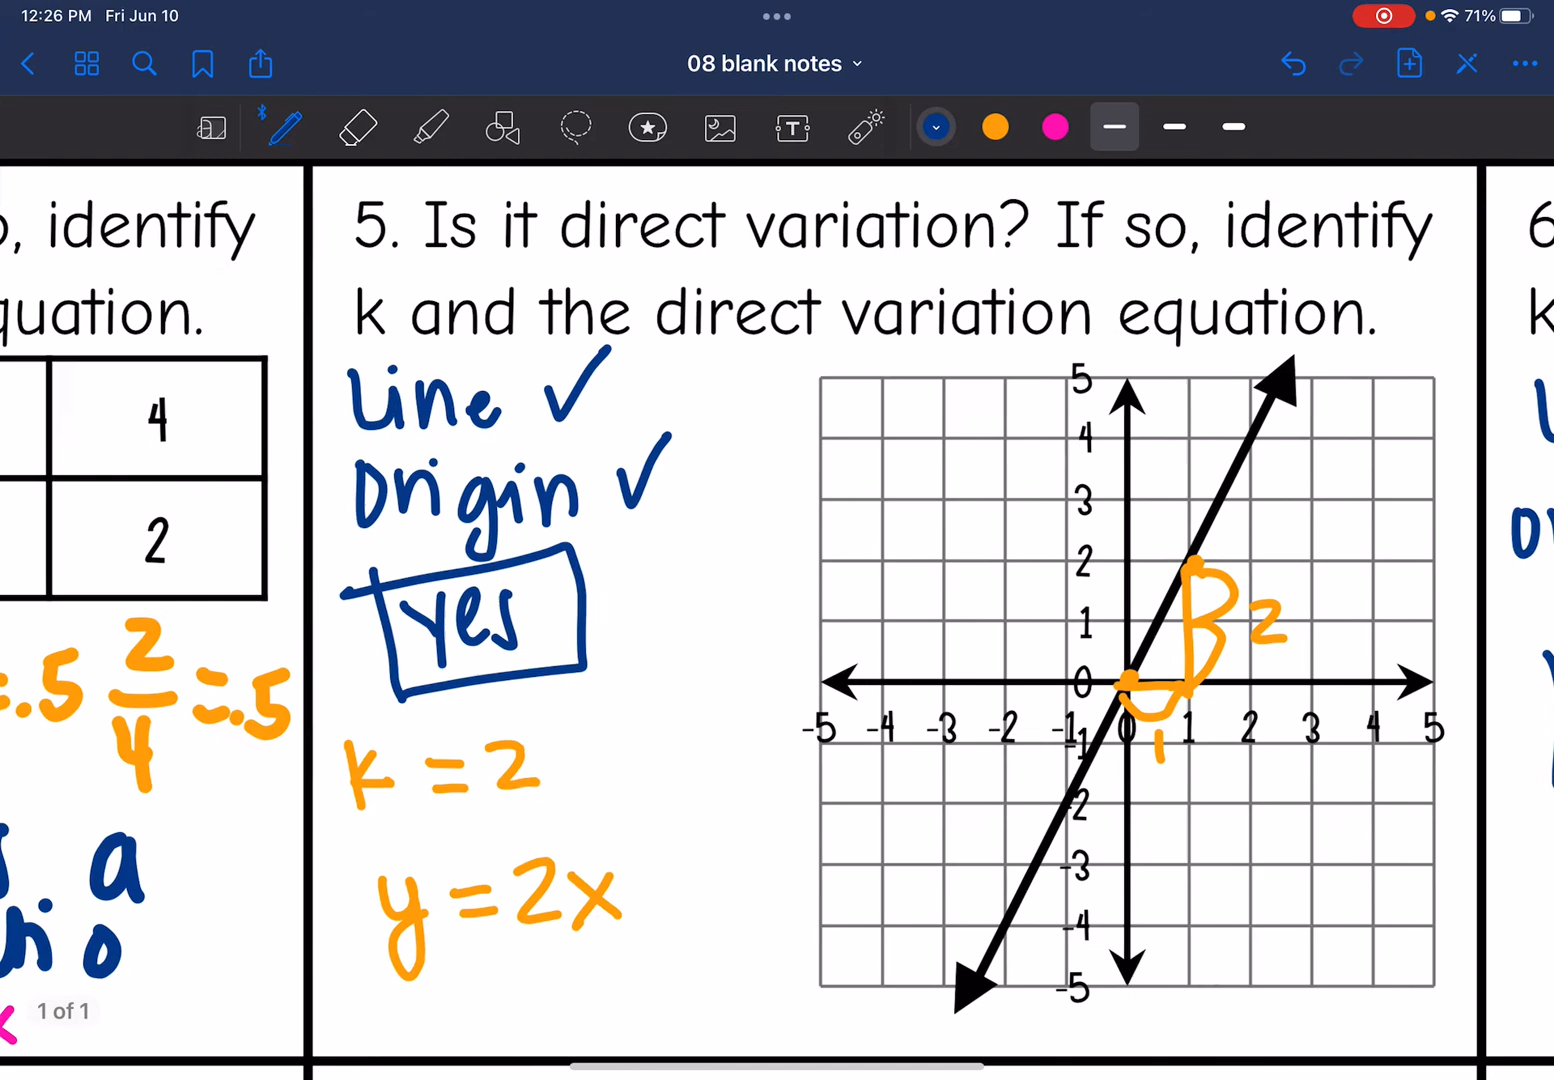 12:26 PM Fri Jun 10
71%
08 blank notes
, identify
quation.
4
2
=.5 2/4 =.5
a
1 of 1
5. Is it direct variation? If so, identify
k and the direct variation equation.
Line ✓
Origin ✓
yes
k = 2
y = 2x
5
4
3
2
1
0
-5 -4 -3 -2 -1 0 1 2 3 4 5
-1
-2
-3
-4
-5
2
1
6
k